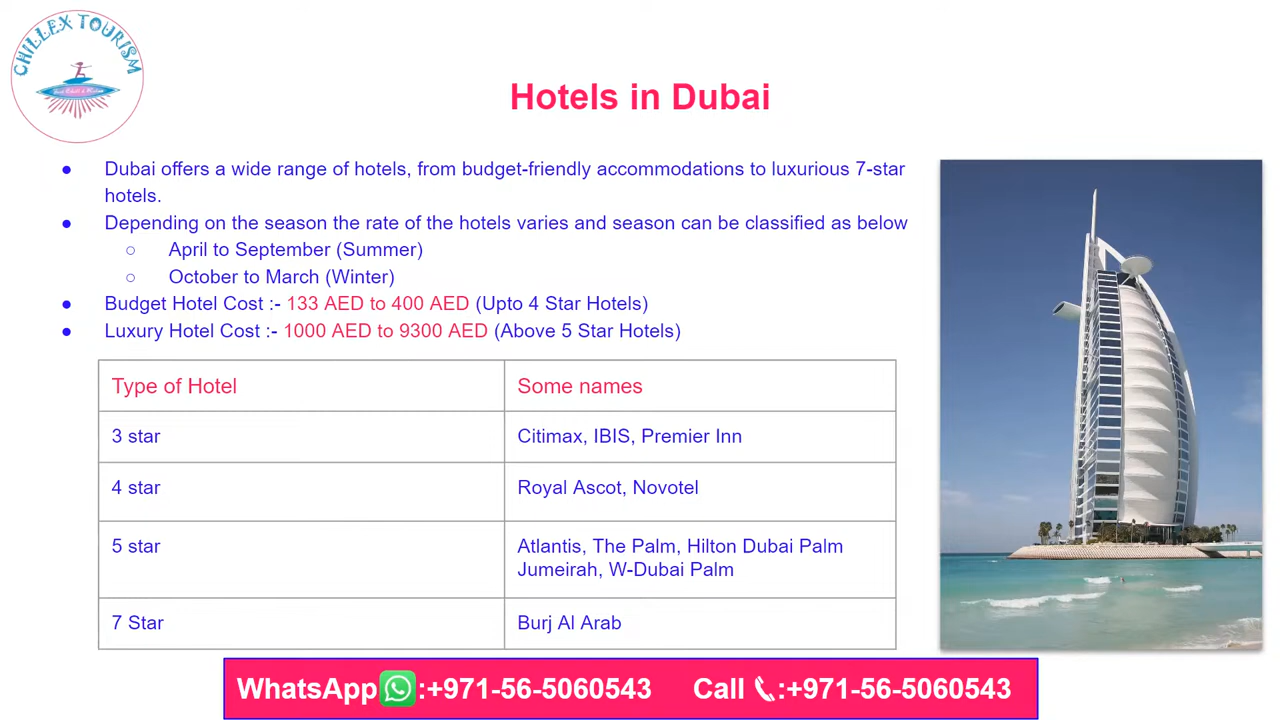 CHILLEX TOURISM
Hotels in Dubai
● Dubai offers a wide range of hotels, from budget-friendly accommodations to luxurious 7-star
hotels.
● Depending on the season the rate of the hotels varies and season can be classified as below
○ April to September (Summer)
○ October to March (Winter)
● Budget Hotel Cost :- 133 AED to 400 AED (Upto 4 Star Hotels)
● Luxury Hotel Cost :- 1000 AED to 9300 AED (Above 5 Star Hotels)
Type of Hotel Some names
3 star Citimax, IBIS, Premier Inn
4 star Royal Ascot, Novotel
5 star Atlantis, The Palm, Hilton Dubai Palm
Jumeirah, W-Dubai Palm
7 Star Burj Al Arab
WhatsApp :+971-56-5060543 Call :+971-56-5060543